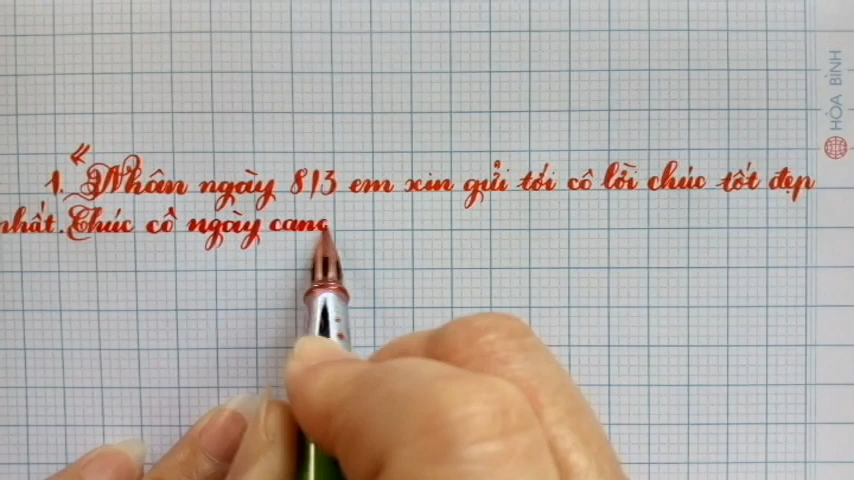 1. "Nhân ngày 8/3 em xin gửi tới cô lời chúc tốt đẹp
nhất. Chúc cô ngày cang
HÒA BÌNH